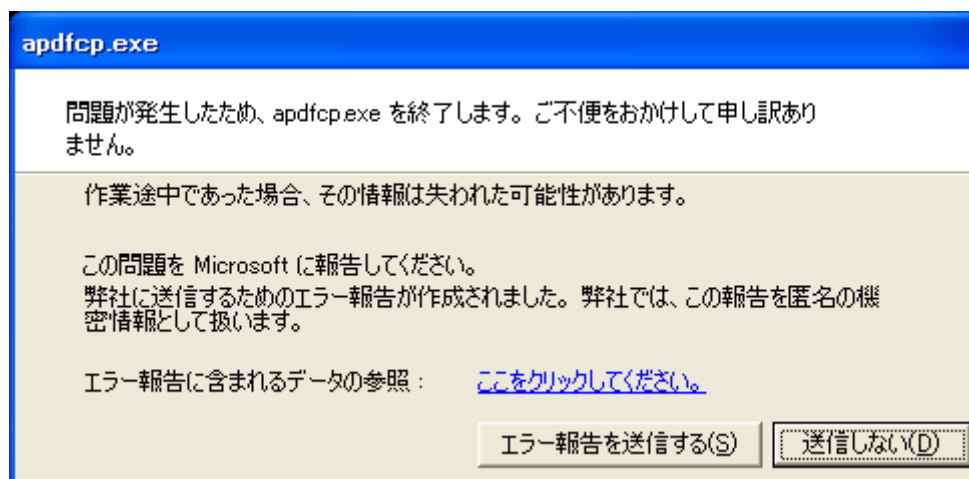 apdfcp.exe
問題が発生したため、apdfcp.exe を終了します。ご不便をおかけして申し訳あり
ません。
作業途中であった場合、その情報は失われた可能性があります。
この問題を Microsoft に報告してください。
弊社に送信するためのエラー報告が作成されました。弊社では、この報告を匿名の機
密情報として扱います。
エラー報告に含まれるデータの参照： ここをクリックしてください。
エラー報告を送信する(S) 送信しない(D)